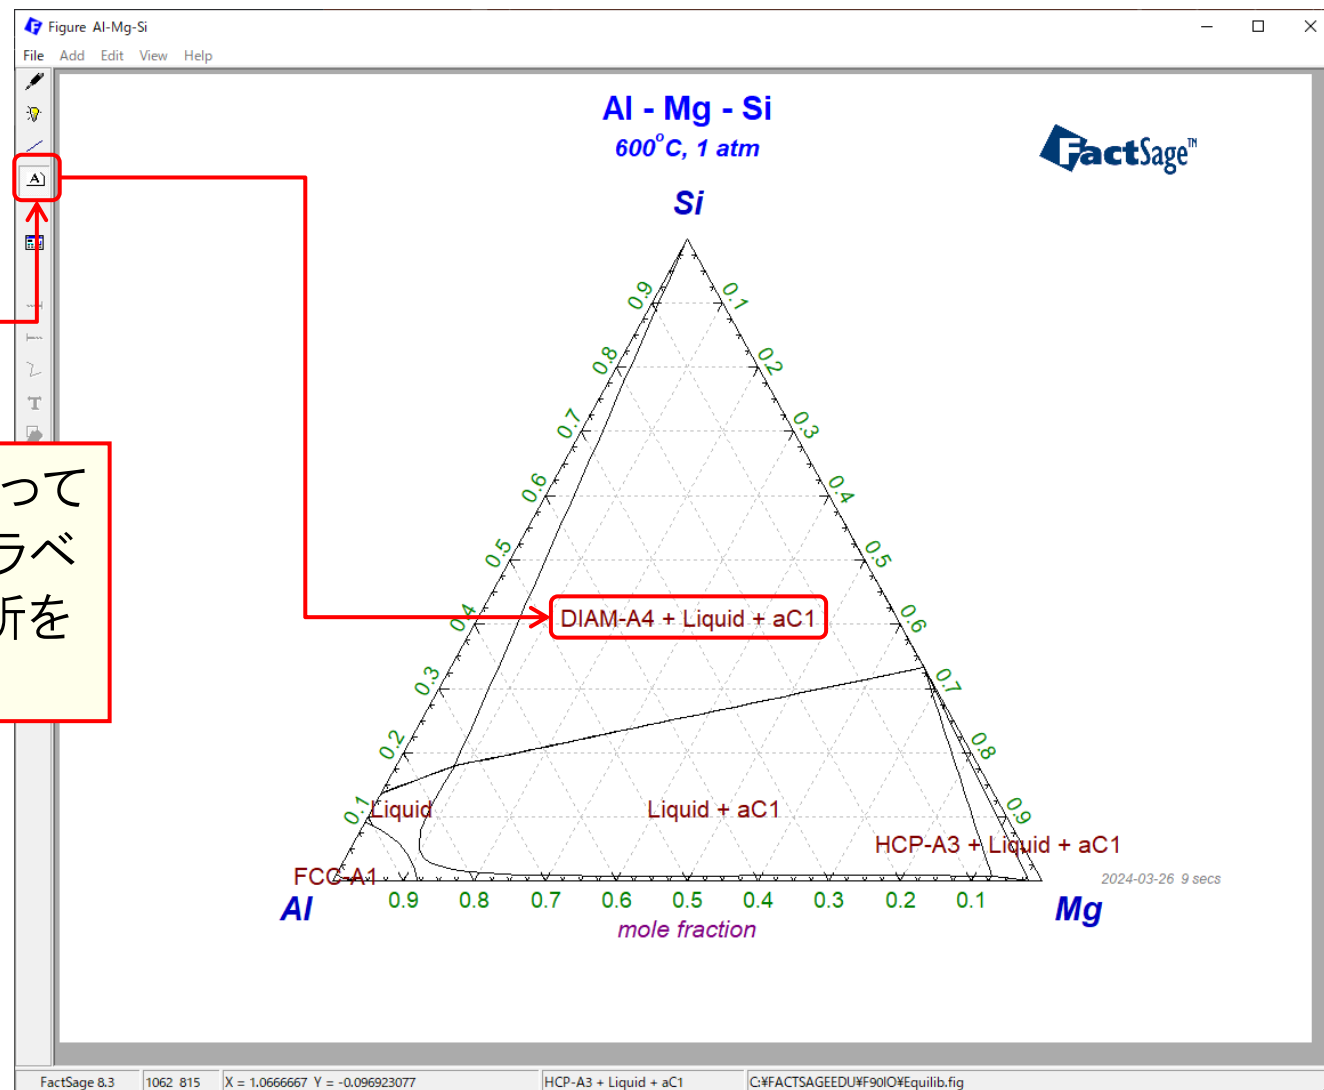 Figure Al-Mg-Si
File Add Edit View Help
Al - Mg - Si
600°C, 1 atm
FactSage™
Si
0.9 0.1
0.8 0.2
0.7 0.3
0.6 0.4
0.5 0.5
0.4 0.6
0.3 0.7
0.2 0.8
0.1 0.9
DIAM-A4 + Liquid + aC1
Liquid
Liquid + aC1
HCP-A3 + Liquid + aC1
FCC-A1
2024-03-26 9 secs
0.9 0.8 0.7 0.6 0.5 0.4 0.3 0.2 0.1
Al
Mg
mole fraction
って
ラベ
所を
FactSage 8.3 1062 815 X = 1.0666667 Y = -0.096923077 HCP-A3 + Liquid + aC1 C:¥FACTSAGEEDU¥F90IO¥Equilib.fig